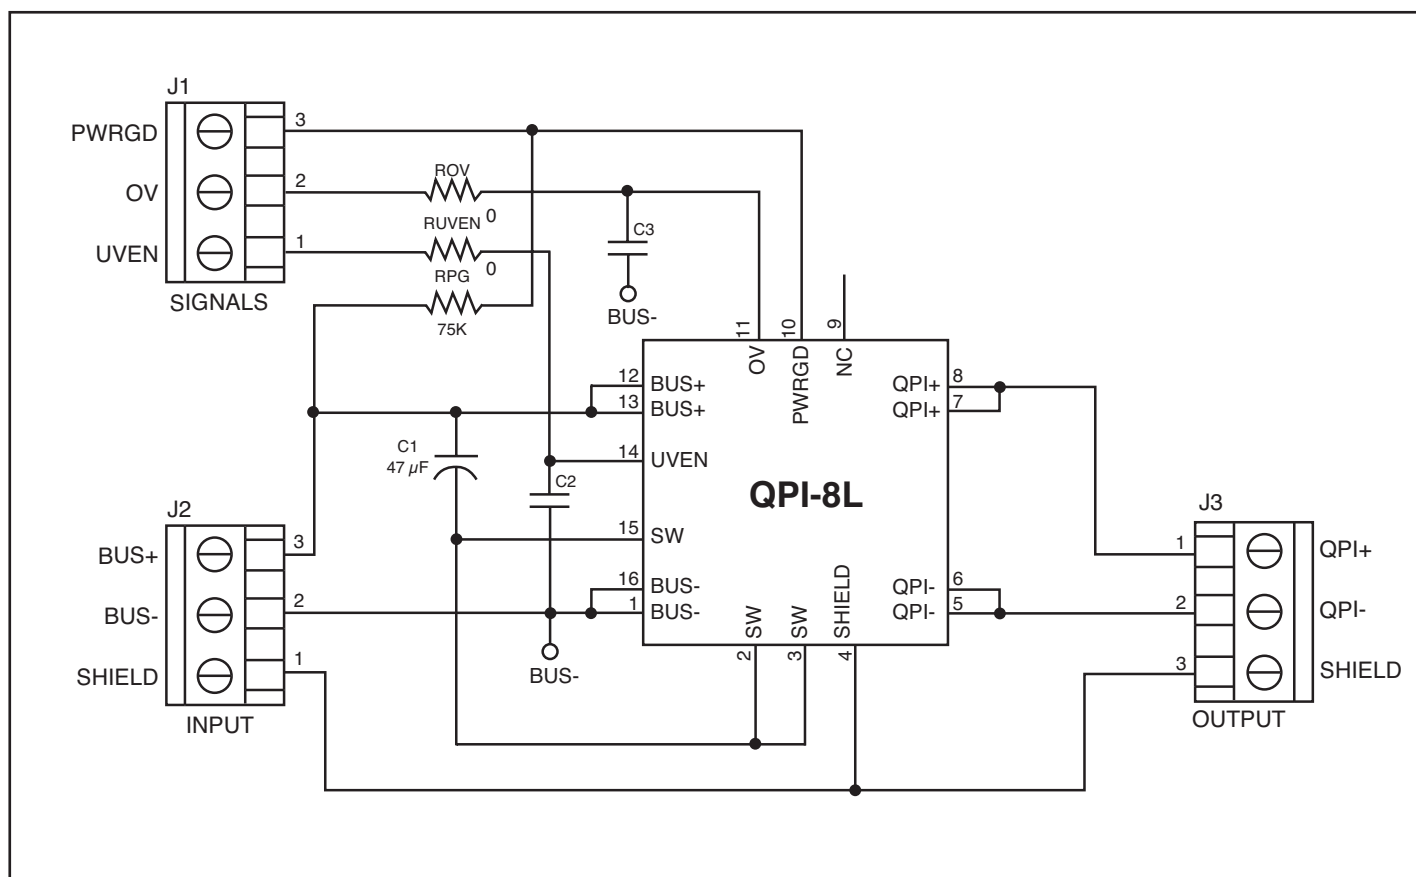 J1
PWRGD
3
OV
2
UVEN
1
SIGNALS
ROV
0
RUVEN
0
RPG
75K
C3
BUS-
11
10
9
OV
PWRGD
NC
12
BUS+
13
BUS+
14
UVEN
15
SW
16
BUS-
1
BUS-
QPI-8L
QPI+
8
QPI+
7
QPI-
6
QPI-
5
SW
SW
SHIELD
2
3
4
C1
47 µF
C2
BUS-
J2
BUS+
3
BUS-
2
SHIELD
1
INPUT
J3
1
QPI+
2
QPI-
3
SHIELD
OUTPUT